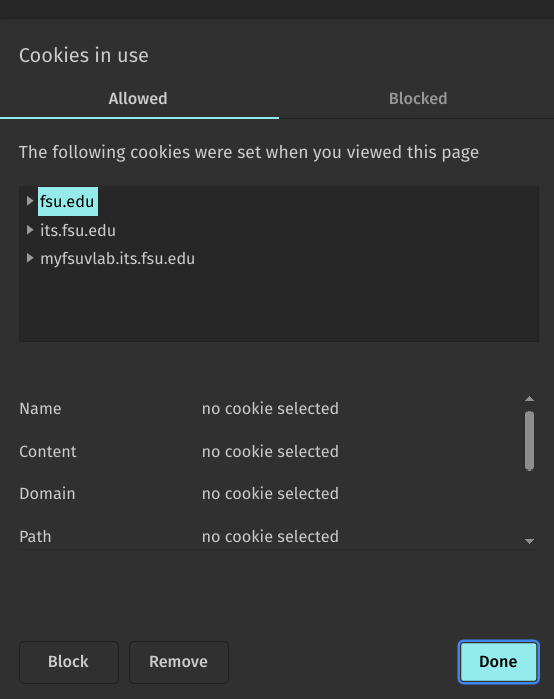 Cookies in use
Allowed Blocked
The following cookies were set when you viewed this page
fsu.edu
its.fsu.edu
myfsuvlab.its.fsu.edu
Name no cookie selected
Content no cookie selected
Domain no cookie selected
Path no cookie selected
Block Remove Done